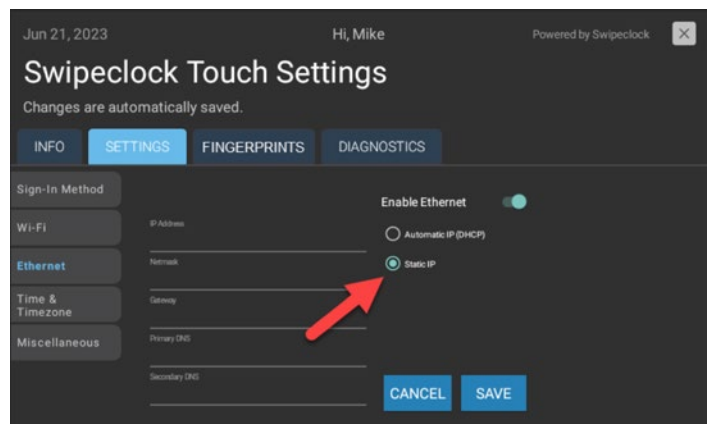 Jun 21, 2023
Hi, Mike
Powered by Swipeclock
Swipeclock Touch Settings
Changes are automatically saved.
INFO
SETTINGS
FINGERPRINTS
DIAGNOSTICS
Sign-In Method
Wi-Fi
Ethernet
Time &
Timezone
Miscellaneous
IP Address
Netmask
Gateway
Primary DNS
Secondary DNS
Enable Ethernet
Automatic IP (DHCP)
Static IP
CANCEL
SAVE